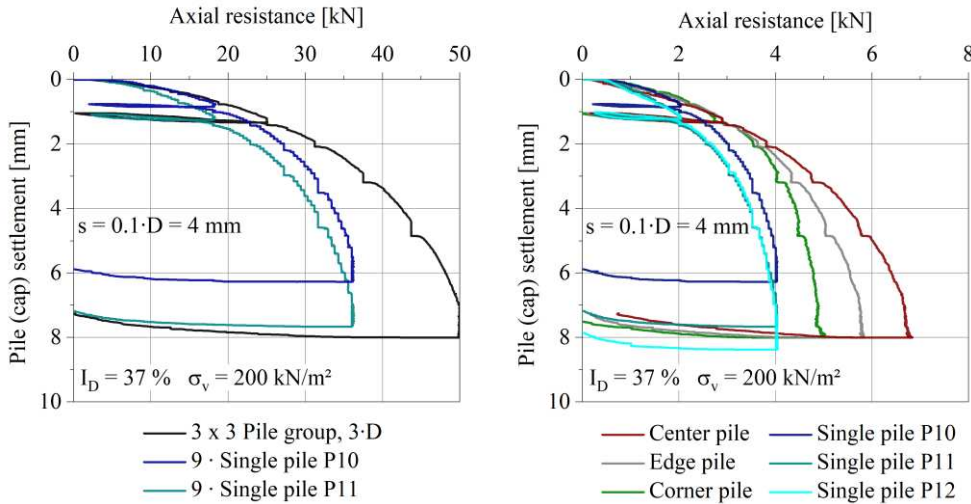 Axial resistance [kN]
0 10 20 30 40 50
0
2
4
6
8
10
Pile (cap) settlement [mm]
s = 0.1·D = 4 mm
I_D = 37 % σ_v = 200 kN/m²
3 x 3 Pile group, 3·D
9 · Single pile P10
9 · Single pile P11
Axial resistance [kN]
0 2 4 6 8
0
2
4
6
8
10
Pile (cap) settlement [mm]
s = 0.1·D = 4 mm
I_D = 37 % σ_v = 200 kN/m²
Center pile Single pile P10
Edge pile Single pile P11
Corner pile Single pile P12